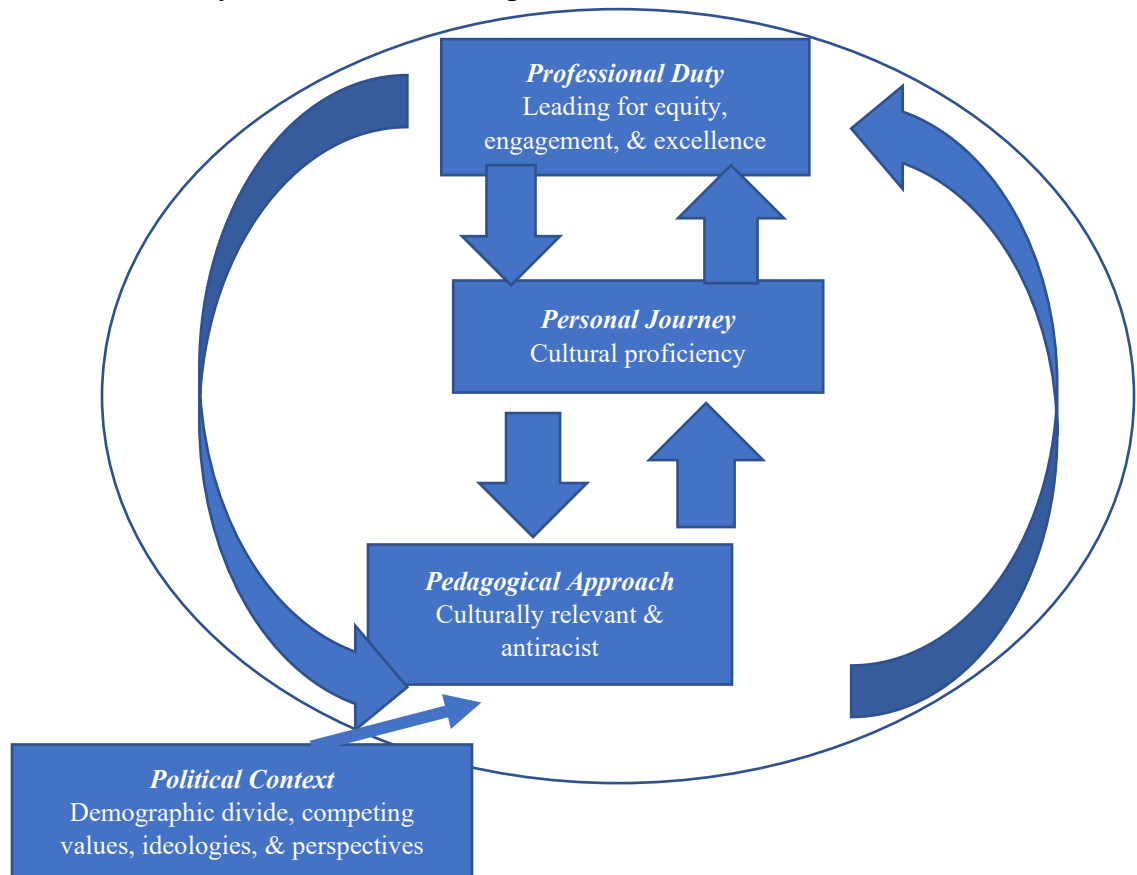 Professional Duty
Leading for equity,
engagement, & excellence
Personal Journey
Cultural proficiency
Pedagogical Approach
Culturally relevant &
antiracist
Political Context
Demographic divide, competing
values, ideologies, & perspectives